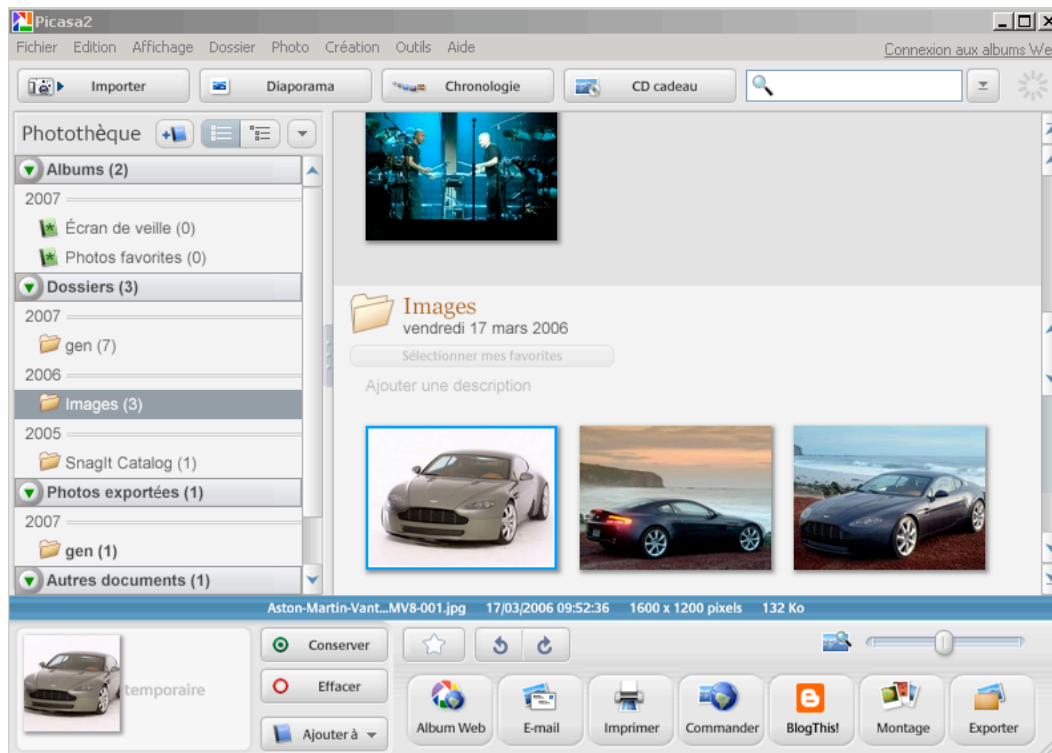 Picasa2
Fichier Edition Affichage Dossier Photo Création Outils Aide Connexion aux albums We
Importer Diaporama Chronologie CD cadeau
Photothèque
Albums (2)
2007
Écran de veille (0)
Photos favorites (0)
Dossiers (3)
2007
gen (7)
2006
Images (3)
2005
SnagIt Catalog (1)
Photos exportées (1)
2007
gen (1)
Autres documents (1)
Images
vendredi 17 mars 2006
Sélectionner mes favorites
Ajouter une description
Aston-Martin-Vant...MV8-001.jpg 17/03/2006 09:52:36 1600 x 1200 pixels 132 Ko
temporaire
Conserver
Effacer
Ajouter à
Album Web E-mail Imprimer Commander BlogThis! Montage Exporter